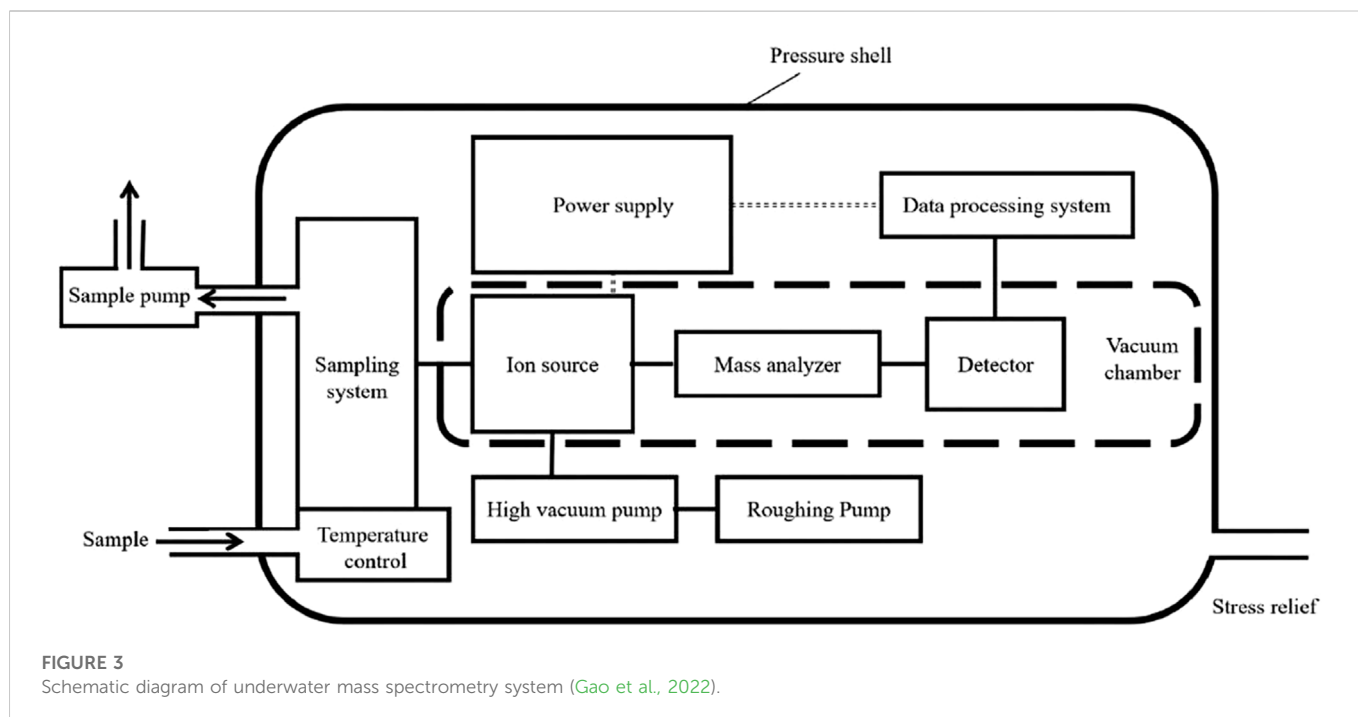 Pressure shell
Power supply
Data processing system
Sample pump
Sampling
system
Ion source
Mass analyzer
Detector
Vacuum
chamber
High vacuum pump
Roughing Pump
Sample
Temperature
control
Stress relief
FIGURE 3
Schematic diagram of underwater mass spectrometry system (Gao et al., 2022).